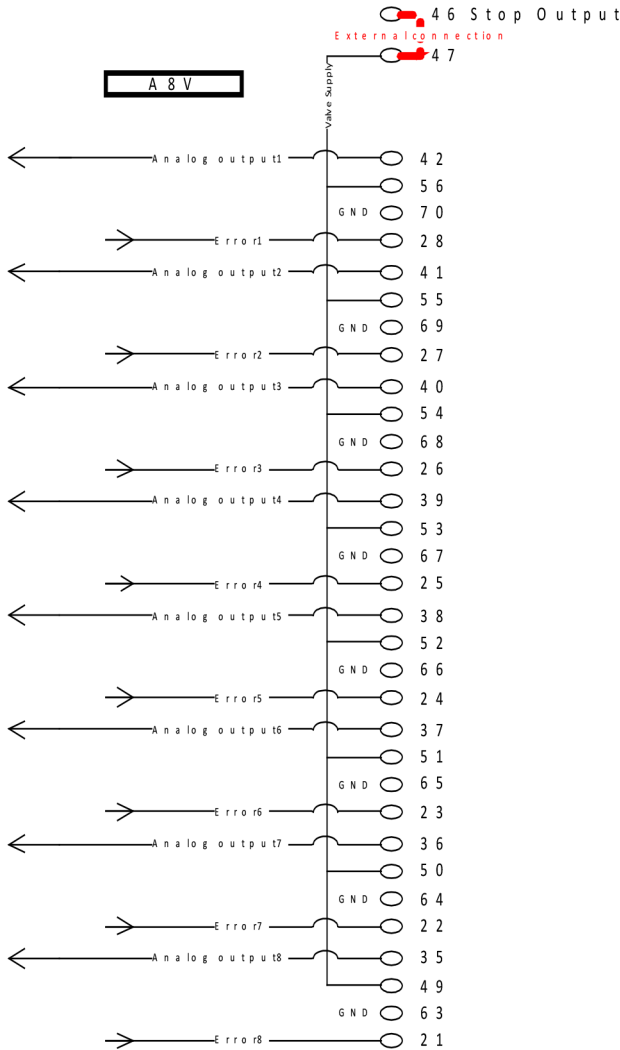 46 Stop Output
External connection
47
Valve Supply
A8V
Analog output1 42
56
GND 70
Error1 28
Analog output2 41
55
GND 69
Error2 27
Analog output3 40
54
GND 68
Error3 26
Analog output4 39
53
GND 67
Error4 25
Analog output5 38
52
GND 66
Error5 24
Analog output6 37
51
GND 65
Error6 23
Analog output7 36
50
GND 64
Error7 22
Analog output8 35
49
GND 63
Error8 21